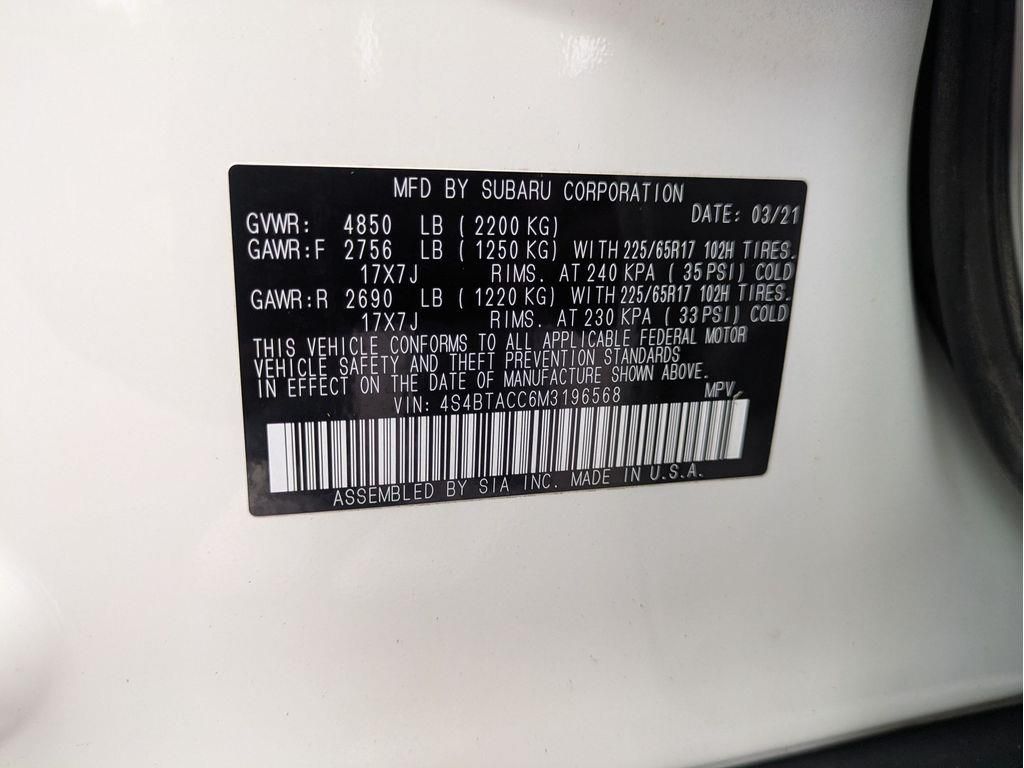 MFD BY SUBARU CORPORATION
DATE: 03/21
GVWR: 4850 LB (2200 KG)
GAWR:F 2756 LB (1250 KG) WITH 225/65R17 102H TIRES.
17X7J RIMS. AT 240 KPA (35 PSI) COLD
GAWR:R 2690 LB (1220 KG) WITH 225/65R17 102H TIRES.
17X7J RIMS. AT 230 KPA (33 PSI) COLD
THIS VEHICLE CONFORMS TO ALL APPLICABLE FEDERAL MOTOR
VEHICLE SAFETY AND THEFT PREVENTION STANDARDS
IN EFFECT ON THE DATE OF MANUFACTURE SHOWN ABOVE.
VIN: 4S4BTACC6M3196568 MPV
ASSEMBLED BY SIA INC. MADE IN U.S.A.